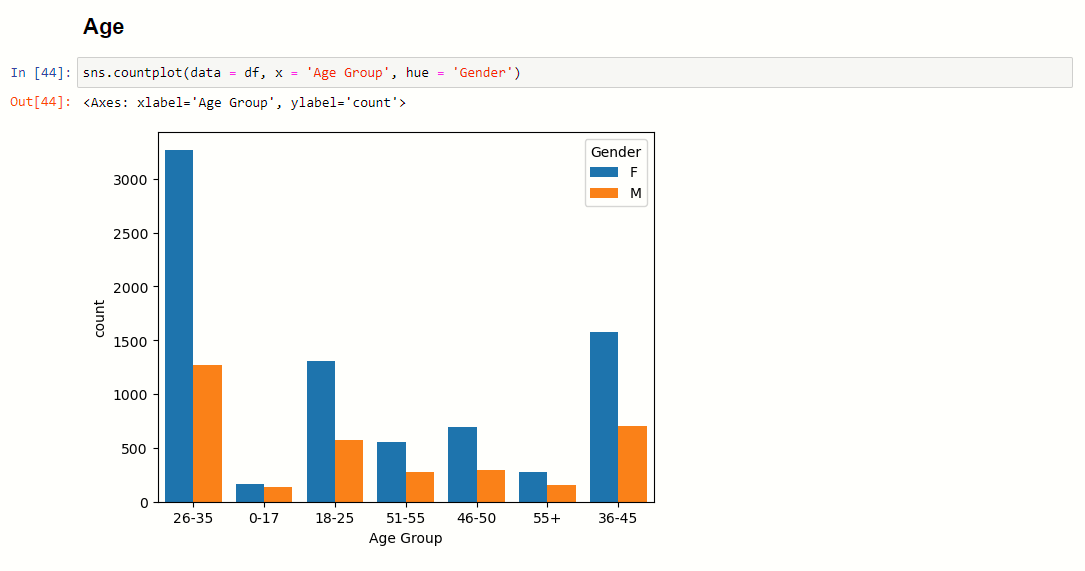 Age
In [44]: sns.countplot(data = df, x = 'Age Group', hue = 'Gender')
Out[44]: <Axes: xlabel='Age Group', ylabel='count'>
Gender
F
M
3000
2500
2000
1500
1000
500
0
count
26-35 0-17 18-25 51-55 46-50 55+ 36-45
Age Group